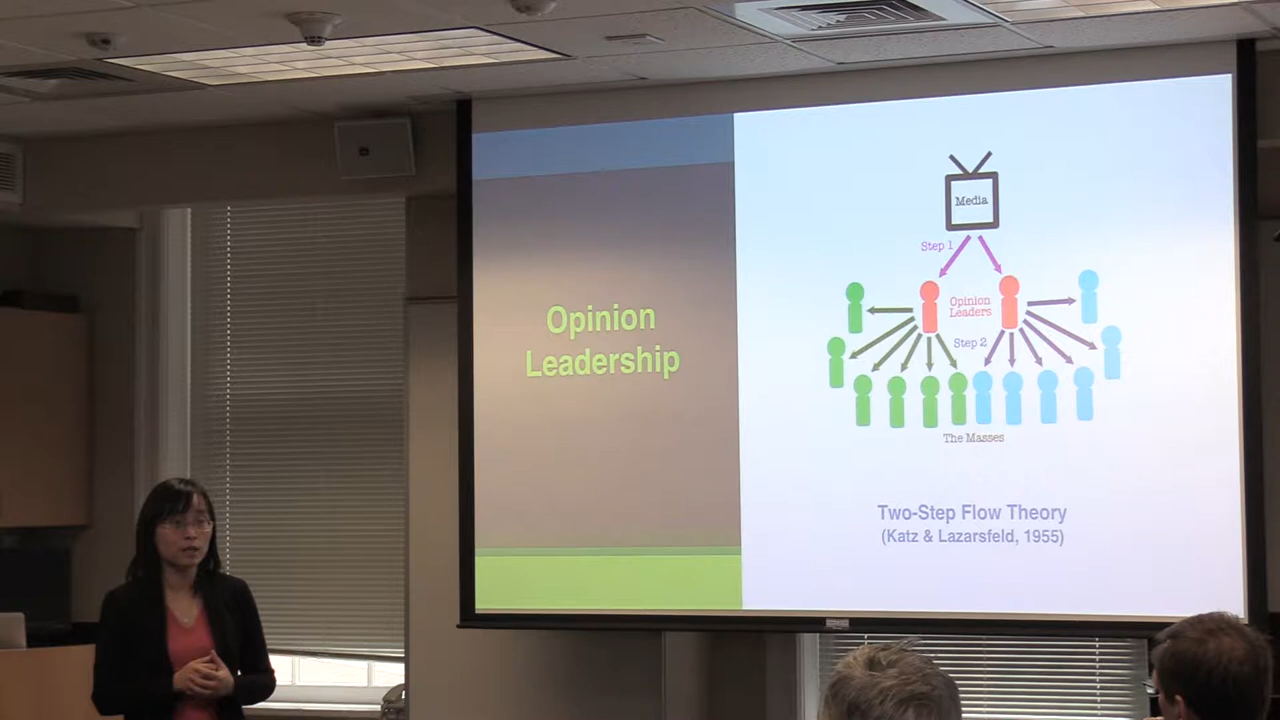 Opinion
Leadership
Media
Step 1
Opinion
Leaders
Step 2
The Masses
Two-Step Flow Theory
(Katz & Lazarsfeld, 1955)